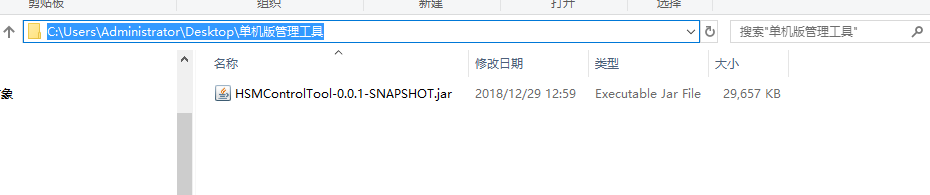 剪贴板 组织 新建 打开 选择
C:\Users\Administrator\Desktop\单机版管理工具 搜索"单机版管理工具"
名称 修改日期 类型 大小
象 HSMControlTool-0.0.1-SNAPSHOT.jar 2018/12/29 12:59 Executable Jar File 29,657 KB